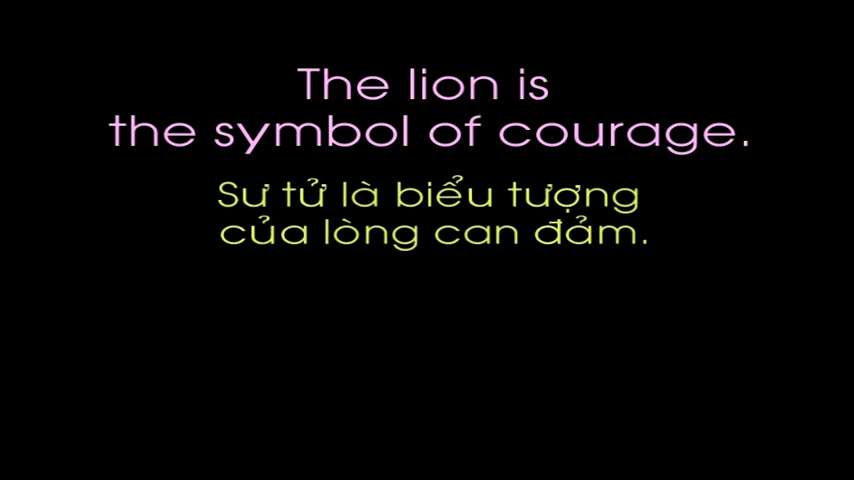 The lion is
the symbol of courage.
Sư tử là biểu tượng
của lòng can đảm.